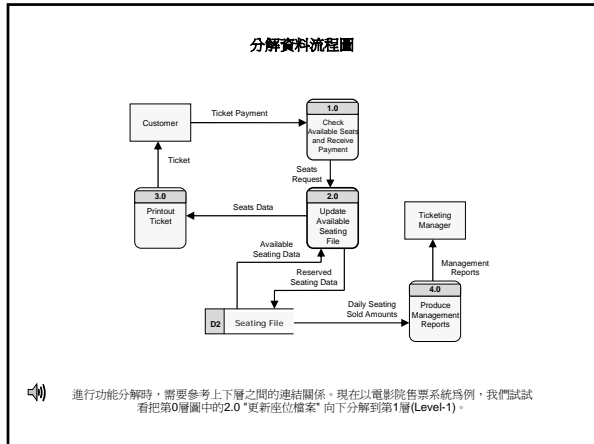 分解資料流程圖
Ticket Payment
Customer
1.0
Check
Available Seats
and Receive
Payment
Ticket
Seats
Request
3.0
Printout
Ticket
Seats Data
2.0
Update
Available
Seating
File
Ticketing
Manager
Available
Seating Data
Reserved
Seating Data
Management
Reports
4.0
Produce
Management
Reports
Daily Seating
Sold Amounts
D2
Seating File
進行功能分解時，需要參考上下層之間的連結關係。現在以電影院售票系統爲例，我們試試
看把第0層圖中的2.0 "更新座位檔案" 向下分解到第1層(Level-1)。